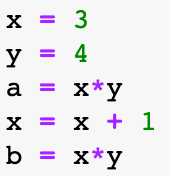 x = 3
y = 4
a = x*y
x = x + 1
b = x*y